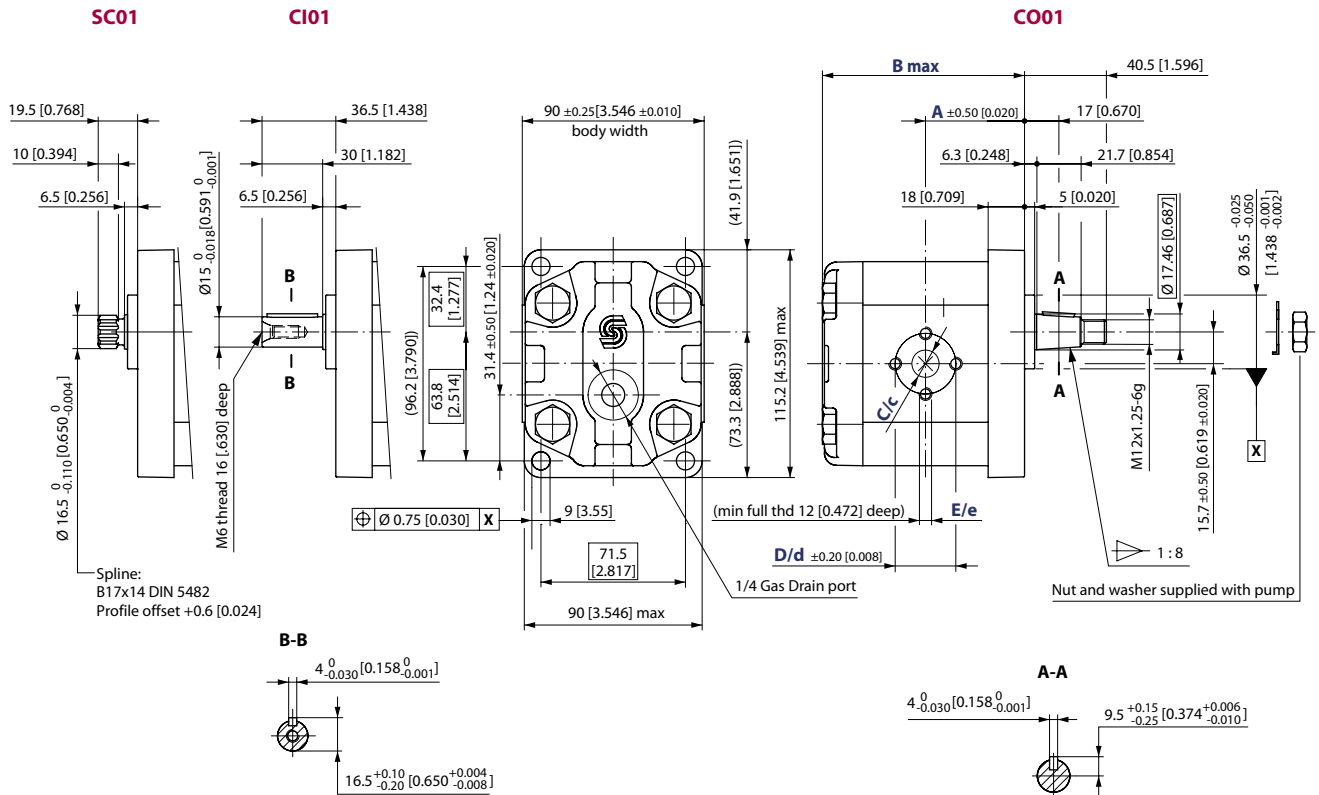 SC01
CI01
CO01
B max
40.5 [1.596]
19.5 [0.768]
36.5 [1.438]
90 ±0.25[3.546 ±0.010]
body width
A ±0.50 [0.020]
17 [0.670]
10 [0.394]
30 [1.182]
6.3 [0.248]
21.7 [0.854]
6.5 [0.256]
Ø15 0 -0.018 [0.591 0 -0.001]
6.5 [0.256]
(41.9 [1.651])
18 [0.709]
5 [0.020]
Ø 17.46 [0.687]
Ø 36.5 -0.025 -0.050
[1.438 -0.001 -0.002]
B
B
A
A
(96.2 [3.790])
32.4
[1.277]
63.8
[2.514]
31.4 ±0.50 [1.24 ±0.020]
(73.3 [2.888])
115.2 [4.539] max
C/c
M12x1.25-6g
15.7 ±0.50 [0.619 ±0.020]
X
Ø 16.5 0 -0.110 [0.650 0 -0.004]
M6 thread 16 [.630] deep
Ø 0.75 [0.030] X
9 [3.55]
(min full thd 12 [0.472] deep)
E/e
71.5
[2.817]
D/d ±0.20 [0.008]
1 : 8
1/4 Gas Drain port
Nut and washer supplied with pump
Spline:
B17x14 DIN 5482
Profile offset +0.6 [0.024]
90 [3.546] max
B-B
4 0 -0.030 [0.158 0 -0.001]
16.5 +0.10 -0.20 [0.650 +0.004 -0.008]
A-A
4 0 -0.030 [0.158 0 -0.001]
9.5 +0.15 -0.25 [0.374 +0.006 -0.010]